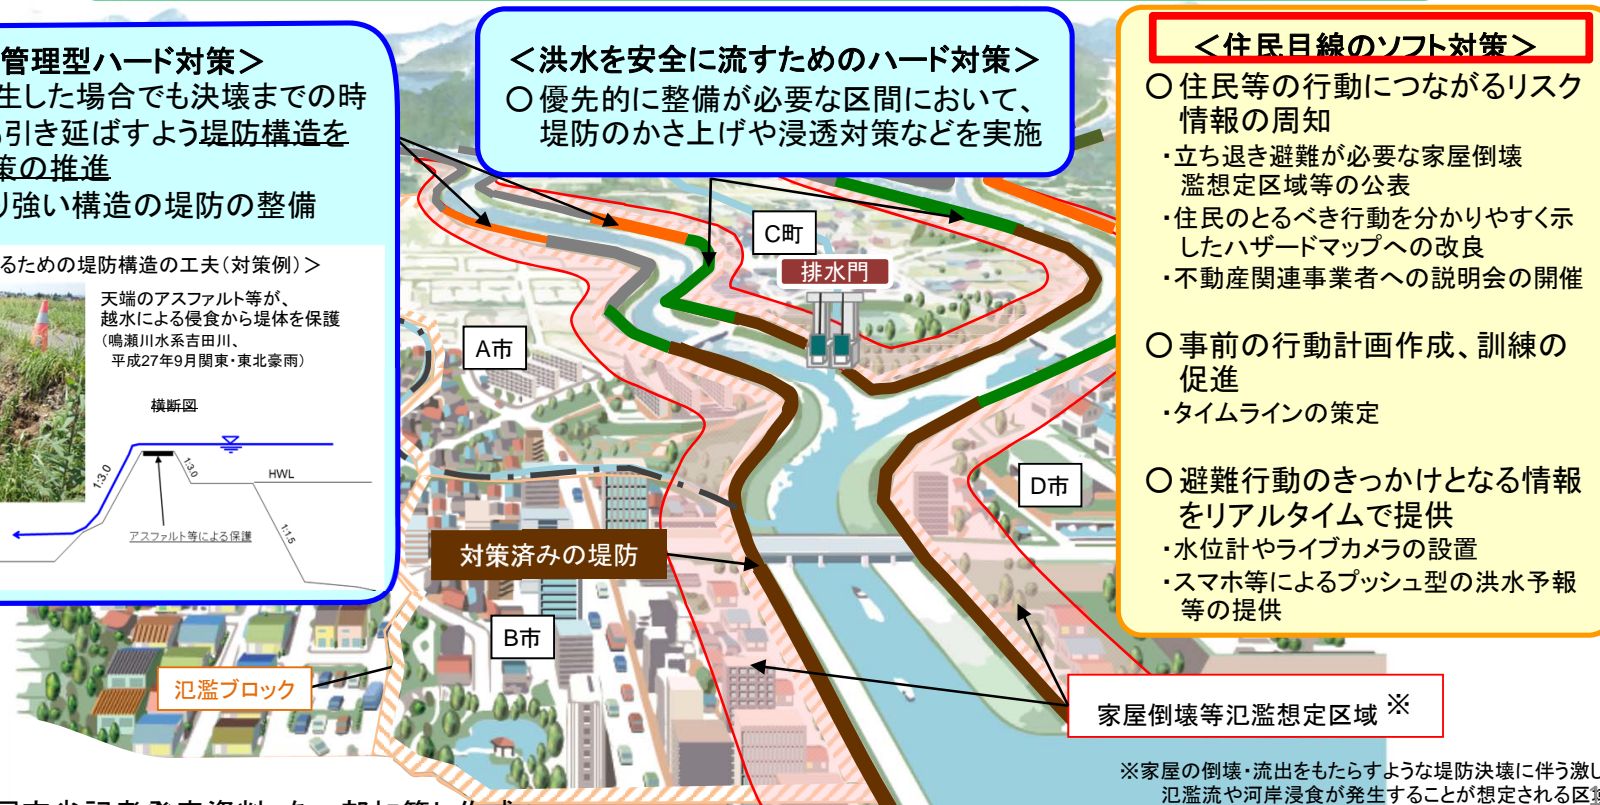 管理型ハード対策＞
生した場合でも決壊までの時
引き延ばすよう堤防構造を
策の推進
り強い構造の堤防の整備
るための堤防構造の工夫(対策例)＞
天端のアスファルト等が、
越水による侵食から堤体を保護
(鳴瀬川水系吉田川、
平成27年9月関東・東北豪雨)
横断図
1:3.0
1:3.0
HWL
1:1.5
アスファルト等による保護
＜洪水を安全に流すためのハード対策＞
○優先的に整備が必要な区間において、
堤防のかさ上げや浸透対策などを実施
＜住民目線のソフト対策＞
○住民等の行動につながるリスク
情報の周知
・立ち退き避難が必要な家屋倒壊
濫想定区域等の公表
・住民のとるべき行動を分かりやすく示
したハザードマップへの改良
・不動産関連事業者への説明会の開催
○事前の行動計画作成、訓練の
促進
・タイムラインの策定
○避難行動のきっかけとなる情報
をリアルタイムで提供
・水位計やライブカメラの設置
・スマホ等によるプッシュ型の洪水予報
等の提供
C町
排水門
A市
D市
対策済みの堤防
B市
氾濫ブロック
家屋倒壊等氾濫想定区域※
※家屋の倒壊・流出をもたらすような堤防決壊に伴う激し
氾濫流や河岸浸食が発生することが想定される区域